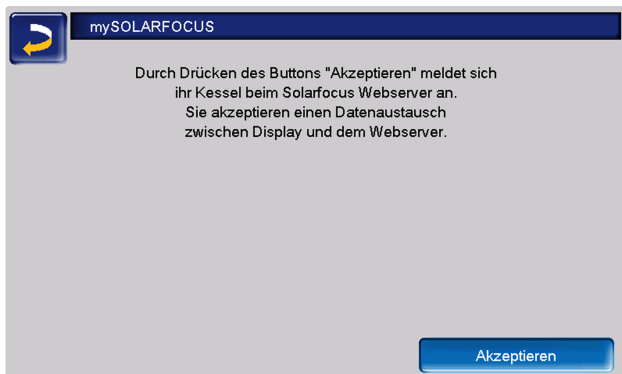 mySOLARFOCUS
Durch Drücken des Buttons "Akzeptieren" meldet sich
ihr Kessel beim Solarfocus Webserver an.
Sie akzeptieren einen Datenaustausch
zwischen Display und dem Webserver.
Akzeptieren